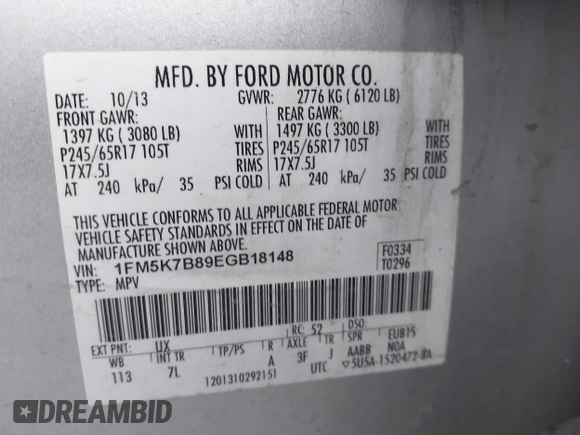 MFD. BY FORD MOTOR CO.
DATE: 10/13 GVWR: 2776 KG ( 6120 LB)
FRONT GAWR: REAR GAWR:
1397 KG ( 3080 LB) WITH 1497 KG ( 3300 LB) WITH
P245/65R17 105T TIRES P245/65R17 105T TIRES
17X7.5J RIMS 17X7.5J RIMS
AT 240 kPa/ 35 PSI COLD AT 240 kPa/ 35 PSI COLD
THIS VEHICLE CONFORMS TO ALL APPLICABLE FEDERAL MOTOR
VEHICLE SAFETY STANDARDS IN EFFECT ON THE DATE OF
MANUFACTURE SHOWN ABOVE.
VIN: 1FM5K7B89EGB18148 F0334
TYPE: MPV T0296
EXT PNT: UX RC: 52 DSO:
WB INT TR TP/PS R AXLE TR SPR EUB15
113 7L A 3F J AABB NOA
1201310292151 UTC ▽5U5A-1520472-BA
DREAMBID